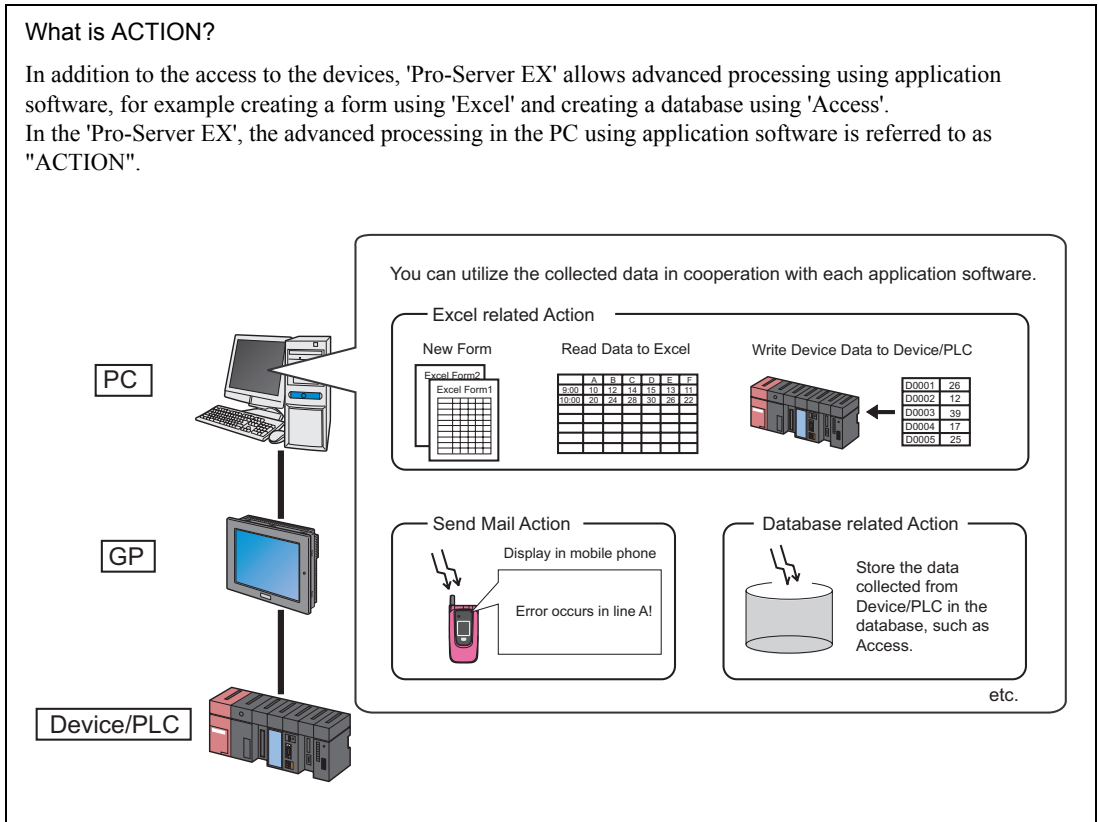 What is ACTION?
In addition to the access to the devices, 'Pro-Server EX' allows advanced processing using application
software, for example creating a form using 'Excel' and creating a database using 'Access'.
In the 'Pro-Server EX', the advanced processing in the PC using application software is referred to as
"ACTION".
You can utilize the collected data in cooperation with each application software.
Excel related Action
New Form
Excel Form2
Excel Form1
Read Data to Excel
A B C D E F
9:00 10 12 14 15 13 11
10:00 20 24 28 30 26 22
Write Device Data to Device/PLC
D0001 26
D0002 12
D0003 39
D0004 17
D0005 25
PC
GP
Device/PLC
Send Mail Action
Display in mobile phone
Error occurs in line A!
Database related Action
Store the data
collected from
Device/PLC in the
database, such as
Access.
etc.